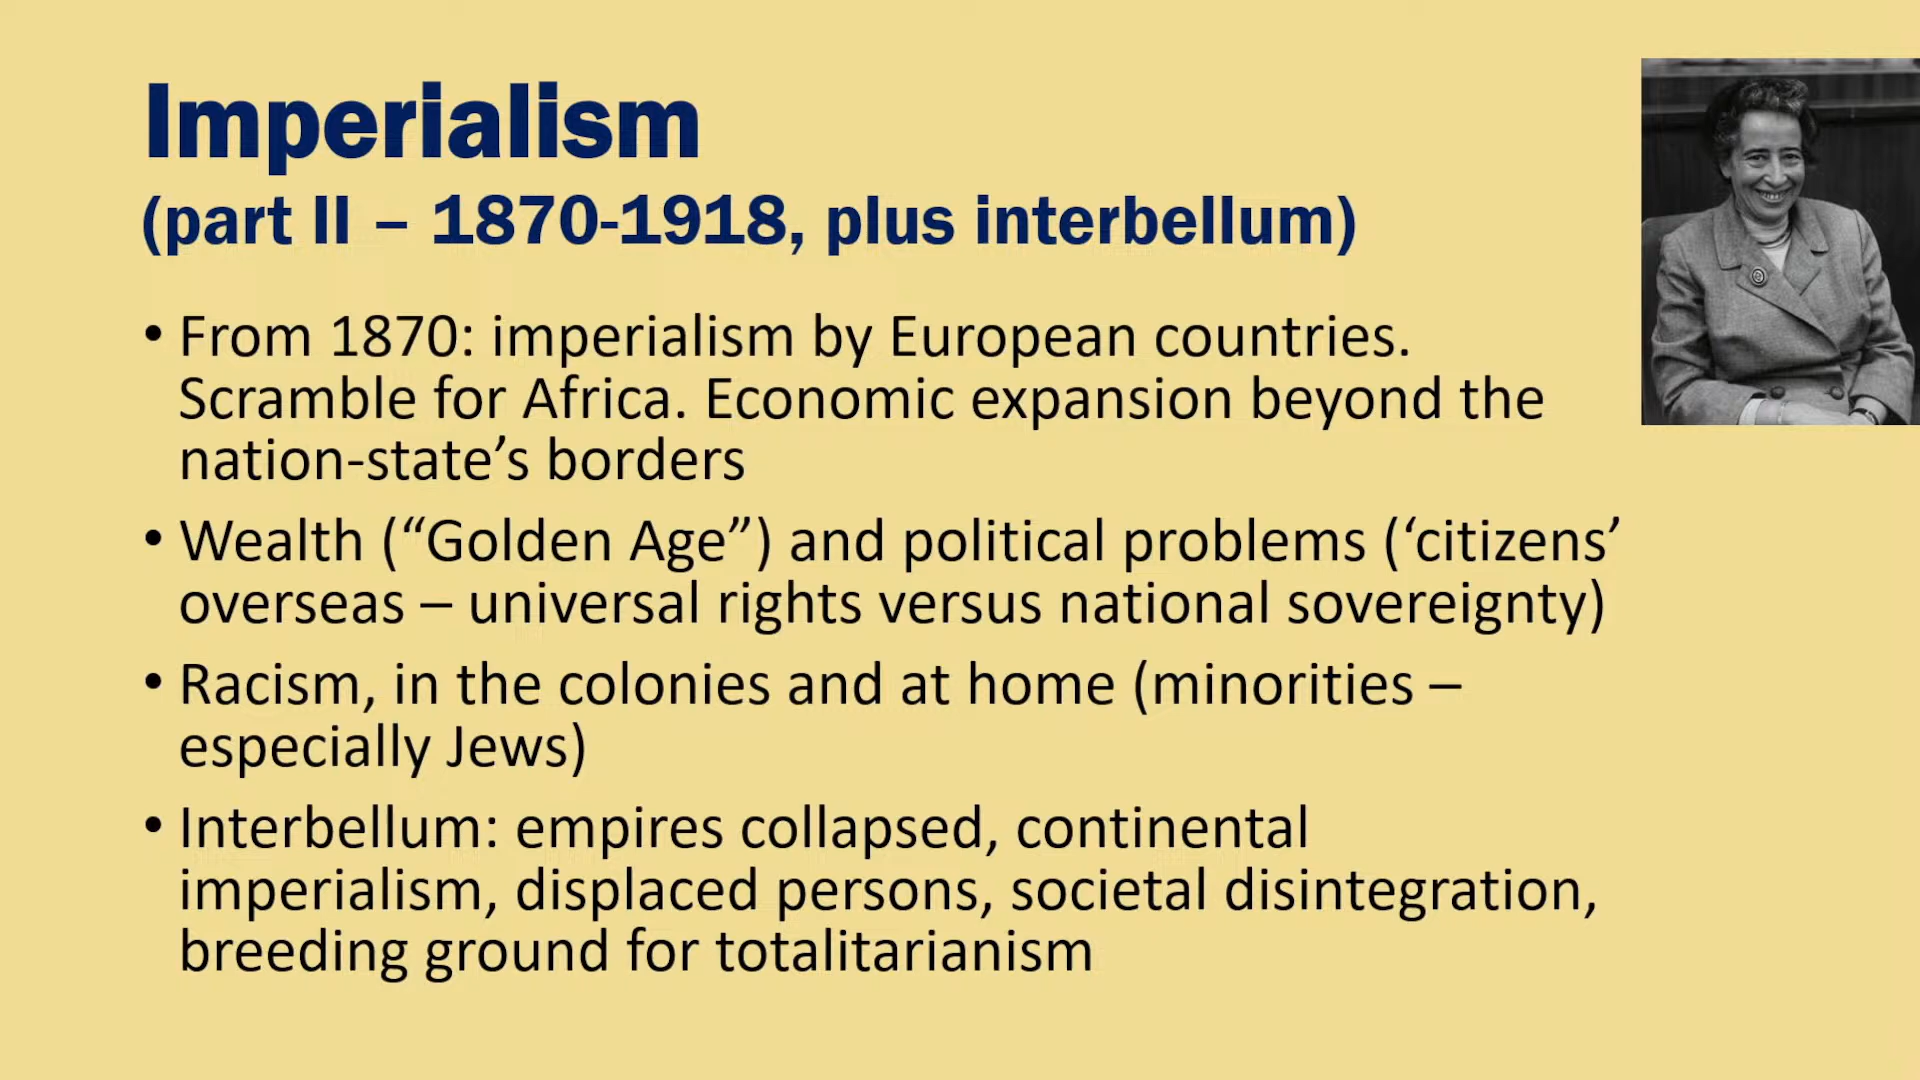 Imperialism
(part II – 1870-1918, plus interbellum)
• From 1870: imperialism by European countries.
Scramble for Africa. Economic expansion beyond the
nation-state’s borders
• Wealth (“Golden Age”) and political problems (‘citizens’
overseas – universal rights versus national sovereignty)
• Racism, in the colonies and at home (minorities –
especially Jews)
• Interbellum: empires collapsed, continental
imperialism, displaced persons, societal disintegration,
breeding ground for totalitarianism